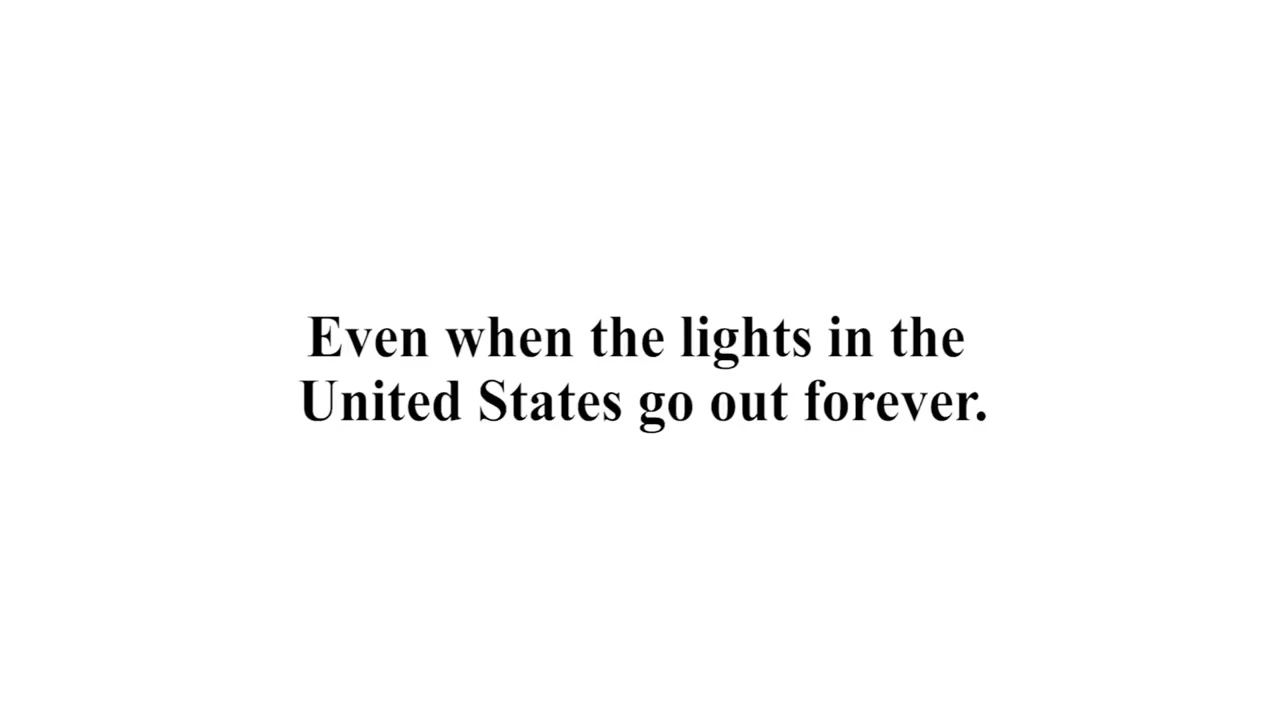 Even when the lights in the
United States go out forever.